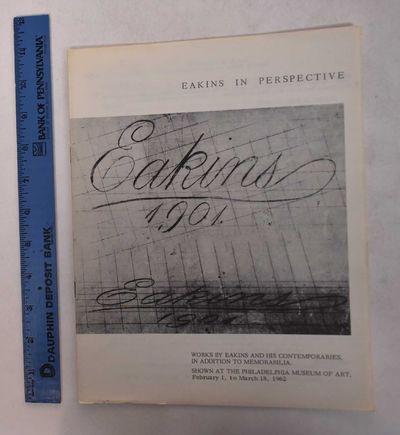 EAKINS IN PERSPECTIVE
Eakins
1901.
Eakins
1901
WORKS BY EAKINS AND HIS CONTEMPORARIES,
IN ADDITION TO MEMORABILIA,
SHOWN AT THE PHILADELPHIA MUSEUM OF ART,
February 1, to March 18, 1962
BANK OF PENNSYLVANIA
DAUPHIN DEPOSIT BANK